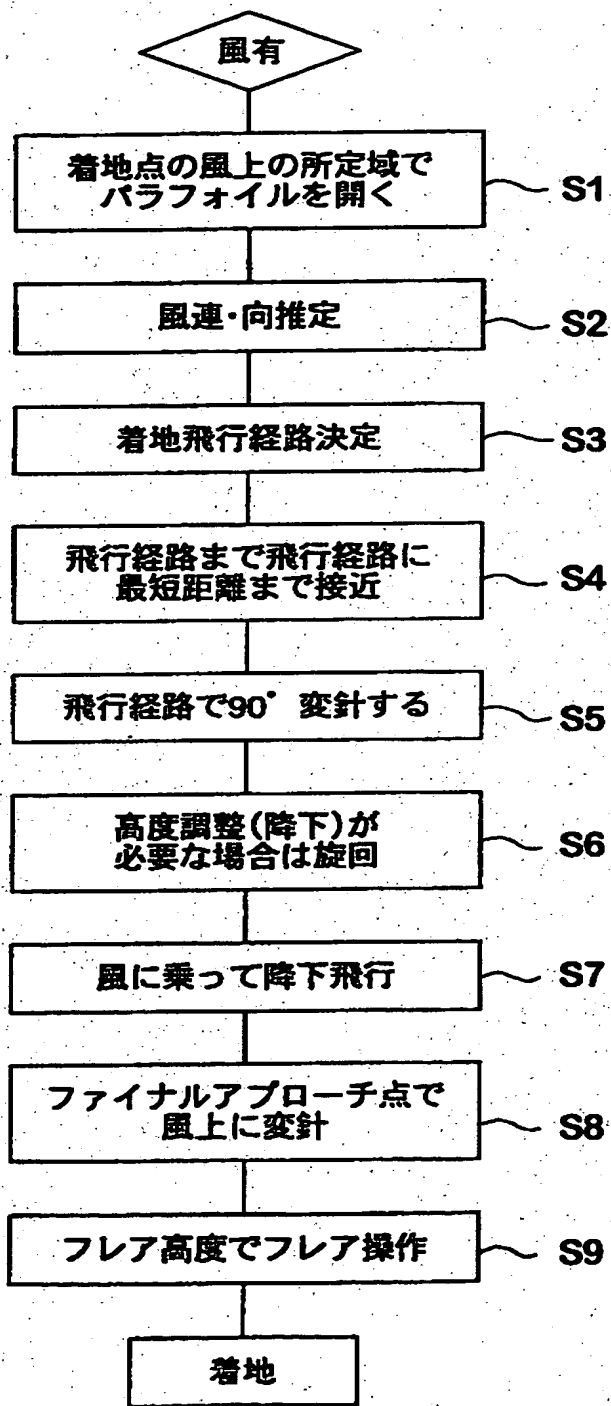 風有
着地点の風上の所定域で
パラフォイルを開く
S1
風連・向推定
S2
着地飛行経路決定
S3
飛行経路まで飛行経路に
最短距離まで接近
S4
飛行経路で90°変針する
S5
高度調整(降下)が
必要な場合は旋回
S6
風に乗って降下飛行
S7
ファイナルアプローチ点で
風上に変針
S8
フレア高度でフレア操作
S9
着地